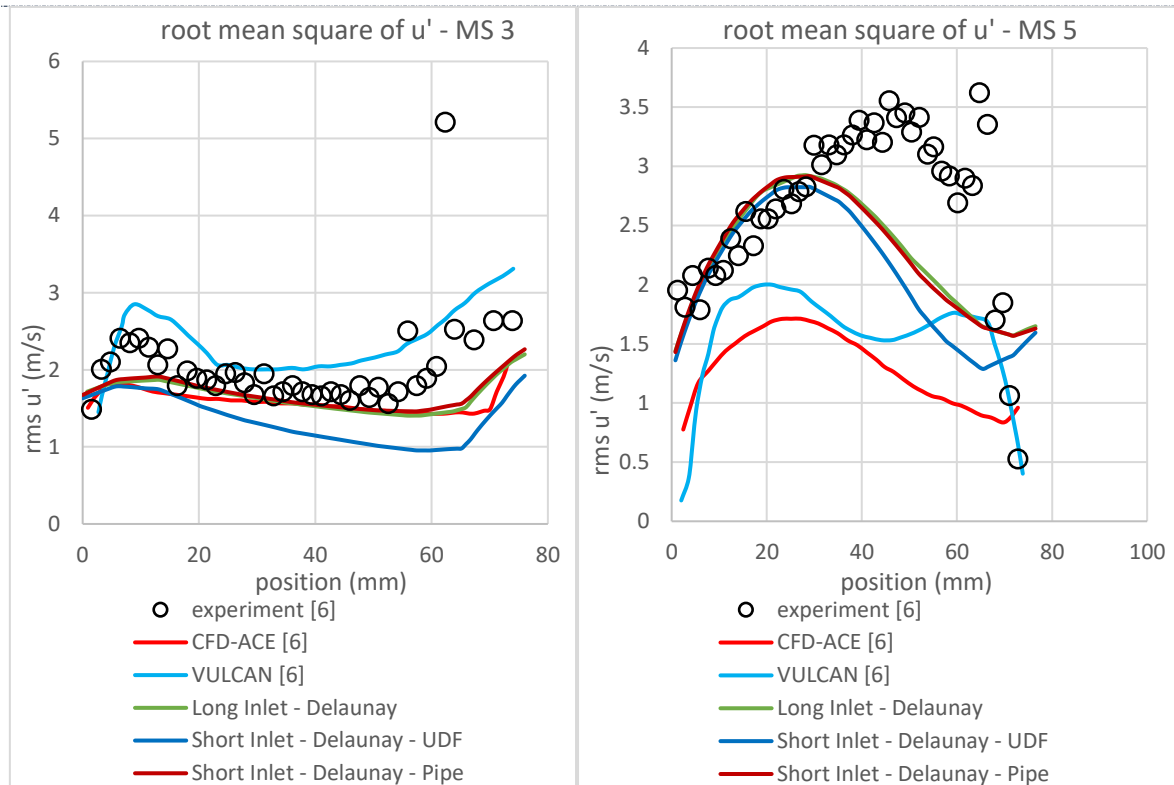 root mean square of u' - MS 3
6
5
4
3
2
1
0
rms u' (m/s)
0 20 40 60 80
position (mm)
experiment [6]
CFD-ACE [6]
VULCAN [6]
Long Inlet - Delaunay
Short Inlet - Delaunay - UDF
Short Inlet - Delaunay - Pipe
root mean square of u' - MS 5
4
3.5
3
2.5
2
1.5
1
0.5
0
rms u' (m/s)
0 20 40 60 80 100
position (mm)
experiment [6]
CFD-ACE [6]
VULCAN [6]
Long Inlet - Delaunay
Short Inlet - Delaunay - UDF
Short Inlet - Delaunay - Pipe